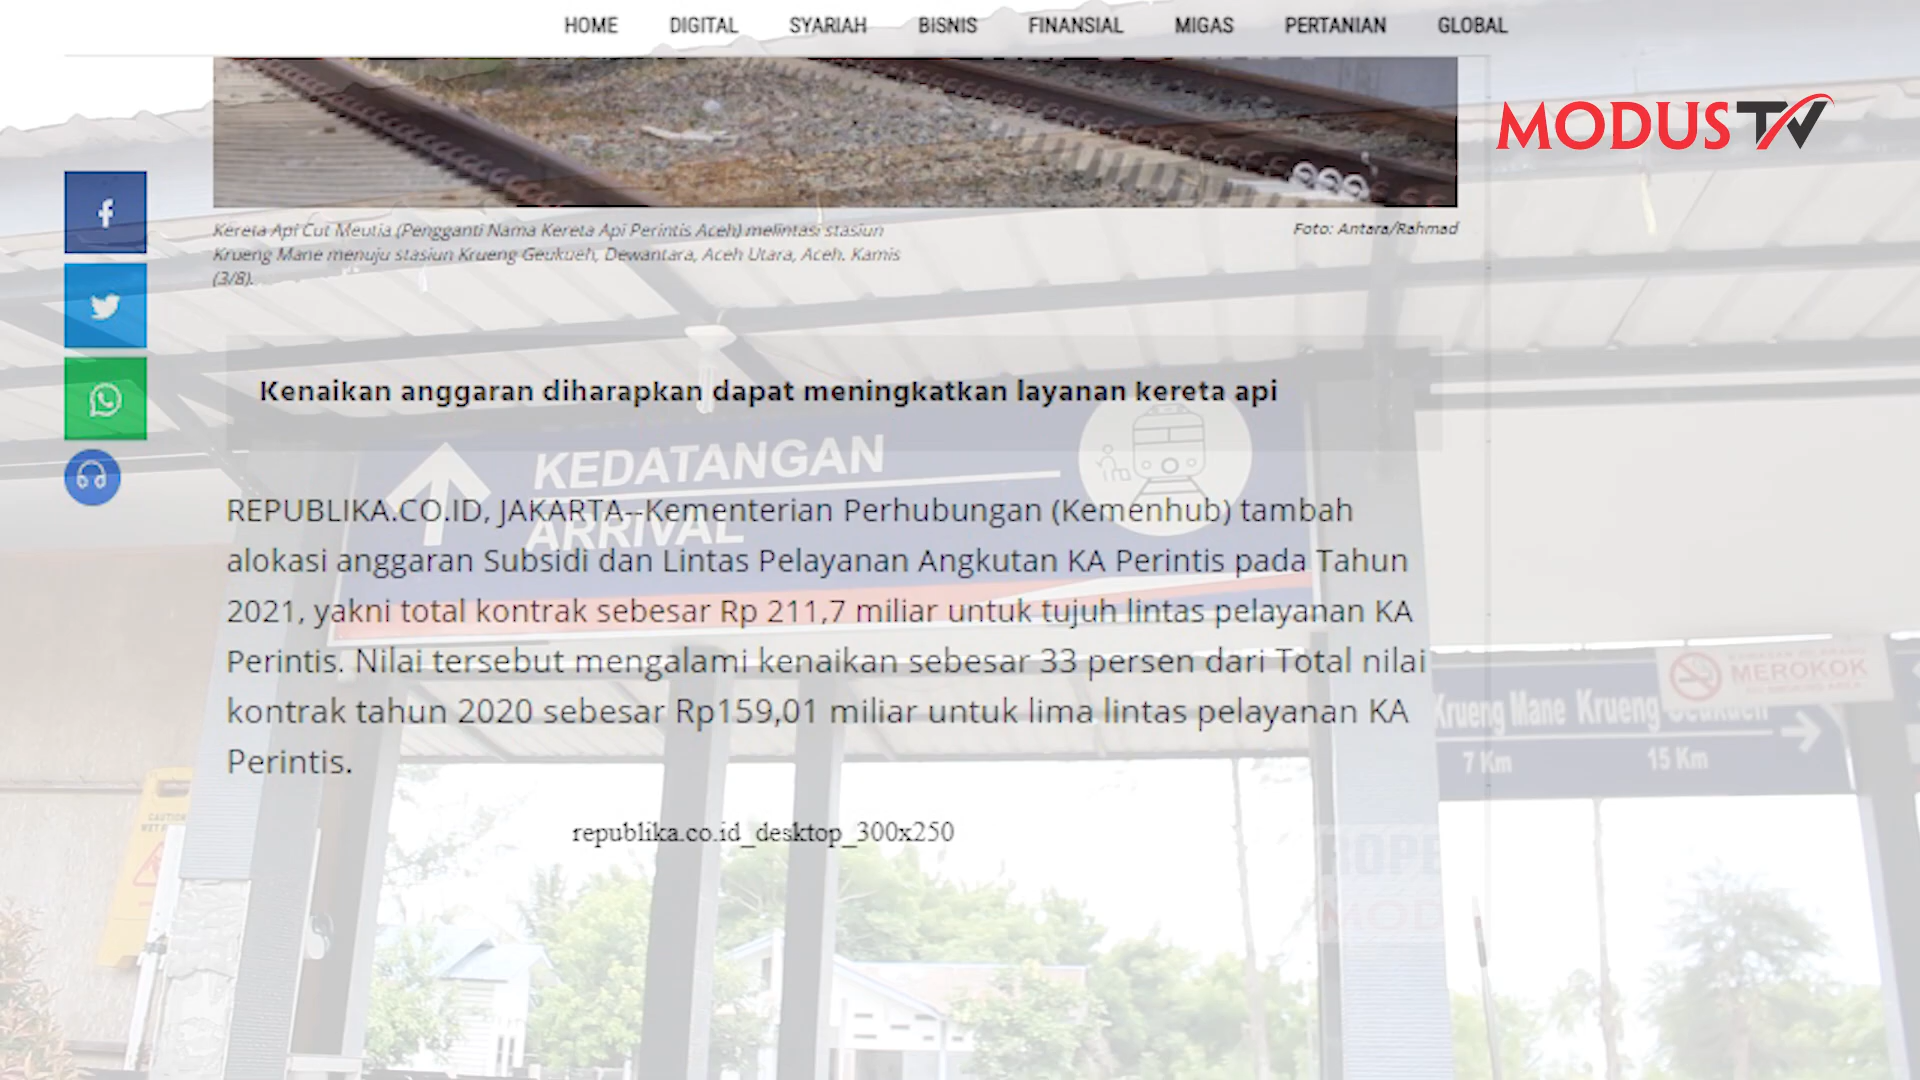 HOME DIGITAL SYARIAH BISNIS FINANSIAL MIGAS PERTANIAN GLOBAL
MODUS TV
Kereta Api Cut Meutia (Pengganti Nama Kereta Api Perintis Aceh) melintasi stasiun
Krueng Mane menuju stasiun Krueng Geukueh, Dewantara, Aceh Utara, Aceh. Kamis
(3/8).
Foto: Antara/Rahmad
Kenaikan anggaran diharapkan dapat meningkatkan layanan kereta api
KEDATANGAN
ARRIVAL
REPUBLIKA.CO.ID, JAKARTA--Kementerian Perhubungan (Kemenhub) tambah
alokasi anggaran Subsidi dan Lintas Pelayanan Angkutan KA Perintis pada Tahun
2021, yakni total kontrak sebesar Rp 211,7 miliar untuk tujuh lintas pelayanan KA
Perintis. Nilai tersebut mengalami kenaikan sebesar 33 persen dari Total nilai
kontrak tahun 2020 sebesar Rp159,01 miliar untuk lima lintas pelayanan KA
Perintis.
MEROKOK
Krueng Mane Krueng
7 Km 15 Km
CAUTION
republika.co.id_desktop_300x250